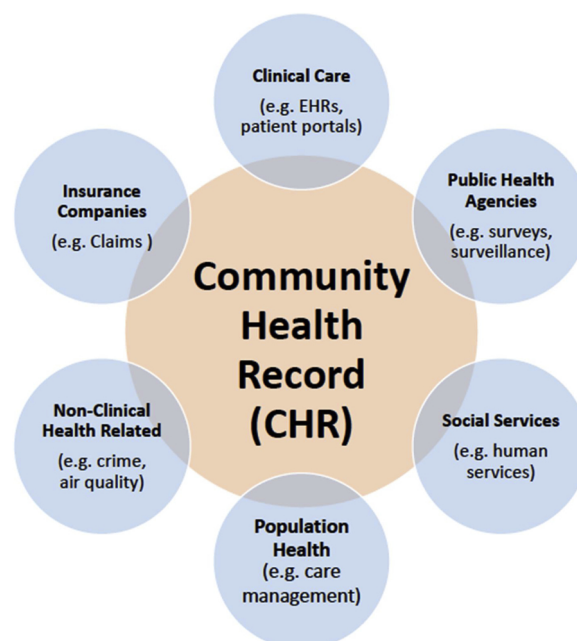 Clinical Care
(e.g. EHRs,
patient portals)
Insurance
Companies
(e.g. Claims )
Public Health
Agencies
(e.g. surveys,
surveillance)
Community
Health
Record
(CHR)
Non-Clinical
Health Related
(e.g. crime,
air quality)
Social Services
(e.g. human
services)
Population
Health
(e.g. care
management)